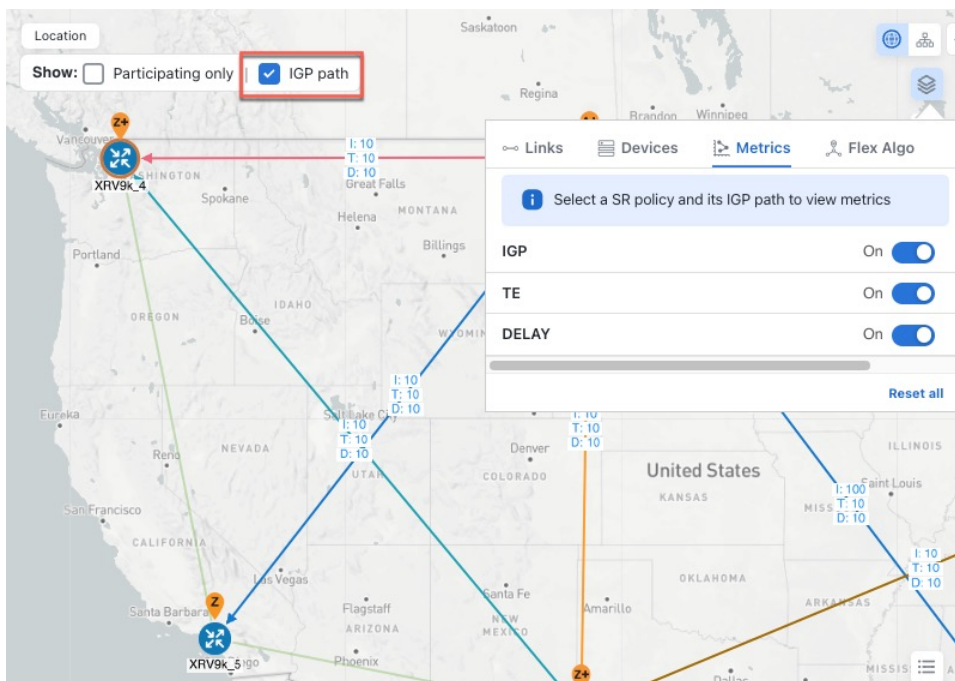 Location
Show: Participating only | IGP path
Saskatoon
Regina
Brandon Winnipeg
Links Devices Metrics Flex Algo
Select a SR policy and its IGP path to view metrics
IGP On
TE On
DELAY On
Reset all
Z+
Vancouver
XRV9k_4
I: 10
T: 10
D: 10
Great Falls
Spokane
Helena
MONTANA
Billings
Portland
OREGON
IDAHO
Boise
I: 10
T: 10
D: 10
Eureka
Salt Lake City
I: 10
T: 10
D: 10
I: 10
T: 10
D: 10
Reno
NEVADA
UTAH
Denver
COLORADO
United States
KANSAS
ILLINOIS
Saint Louis
I: 100
T: 10
D: 10
San Francisco
CALIFORNIA
Las Vegas
I: 10
T: 10
D: 10
OKLAHOMA
ARKANSAS
Santa Fe
Amarillo
NEW
MEXICO
Flagstaff
ARIZONA
Santa Barbara
Z
XRV9k_5
Phoenix
Z+
Dallas